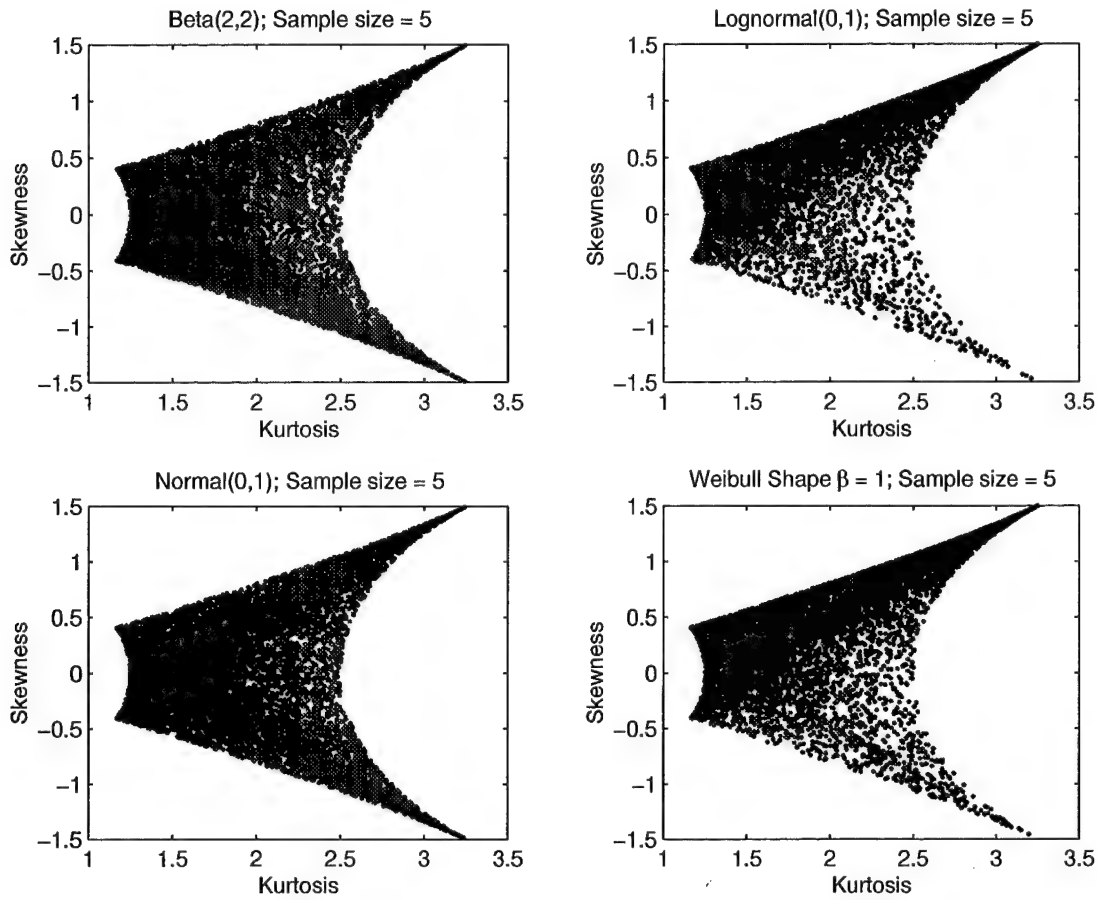 Beta(2,2); Sample size = 5
1.5
1
0.5
0
−0.5
−1
−1.5
Skewness
1 1.5 2 2.5 3 3.5
Kurtosis
Lognormal(0,1); Sample size = 5
1.5
1
0.5
0
−0.5
−1
−1.5
Skewness
1 1.5 2 2.5 3 3.5
Kurtosis
Normal(0,1); Sample size = 5
1.5
1
0.5
0
−0.5
−1
−1.5
Skewness
1 1.5 2 2.5 3 3.5
Kurtosis
Weibull Shape β = 1; Sample size = 5
1.5
1
0.5
0
−0.5
−1
−1.5
Skewness
1 1.5 2 2.5 3 3.5
Kurtosis